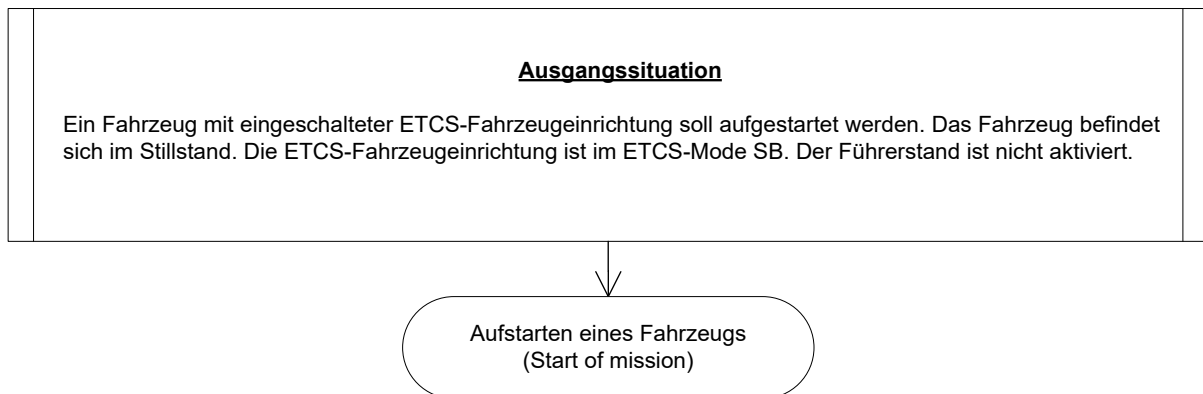 Ausgangssituation
Ein Fahrzeug mit eingeschalteter ETCS-Fahrzeugeinrichtung soll aufgestartet werden. Das Fahrzeug befindet
sich im Stillstand. Die ETCS-Fahrzeugeinrichtung ist im ETCS-Mode SB. Der Führerstand ist nicht aktiviert.
Aufstarten eines Fahrzeugs
(Start of mission)